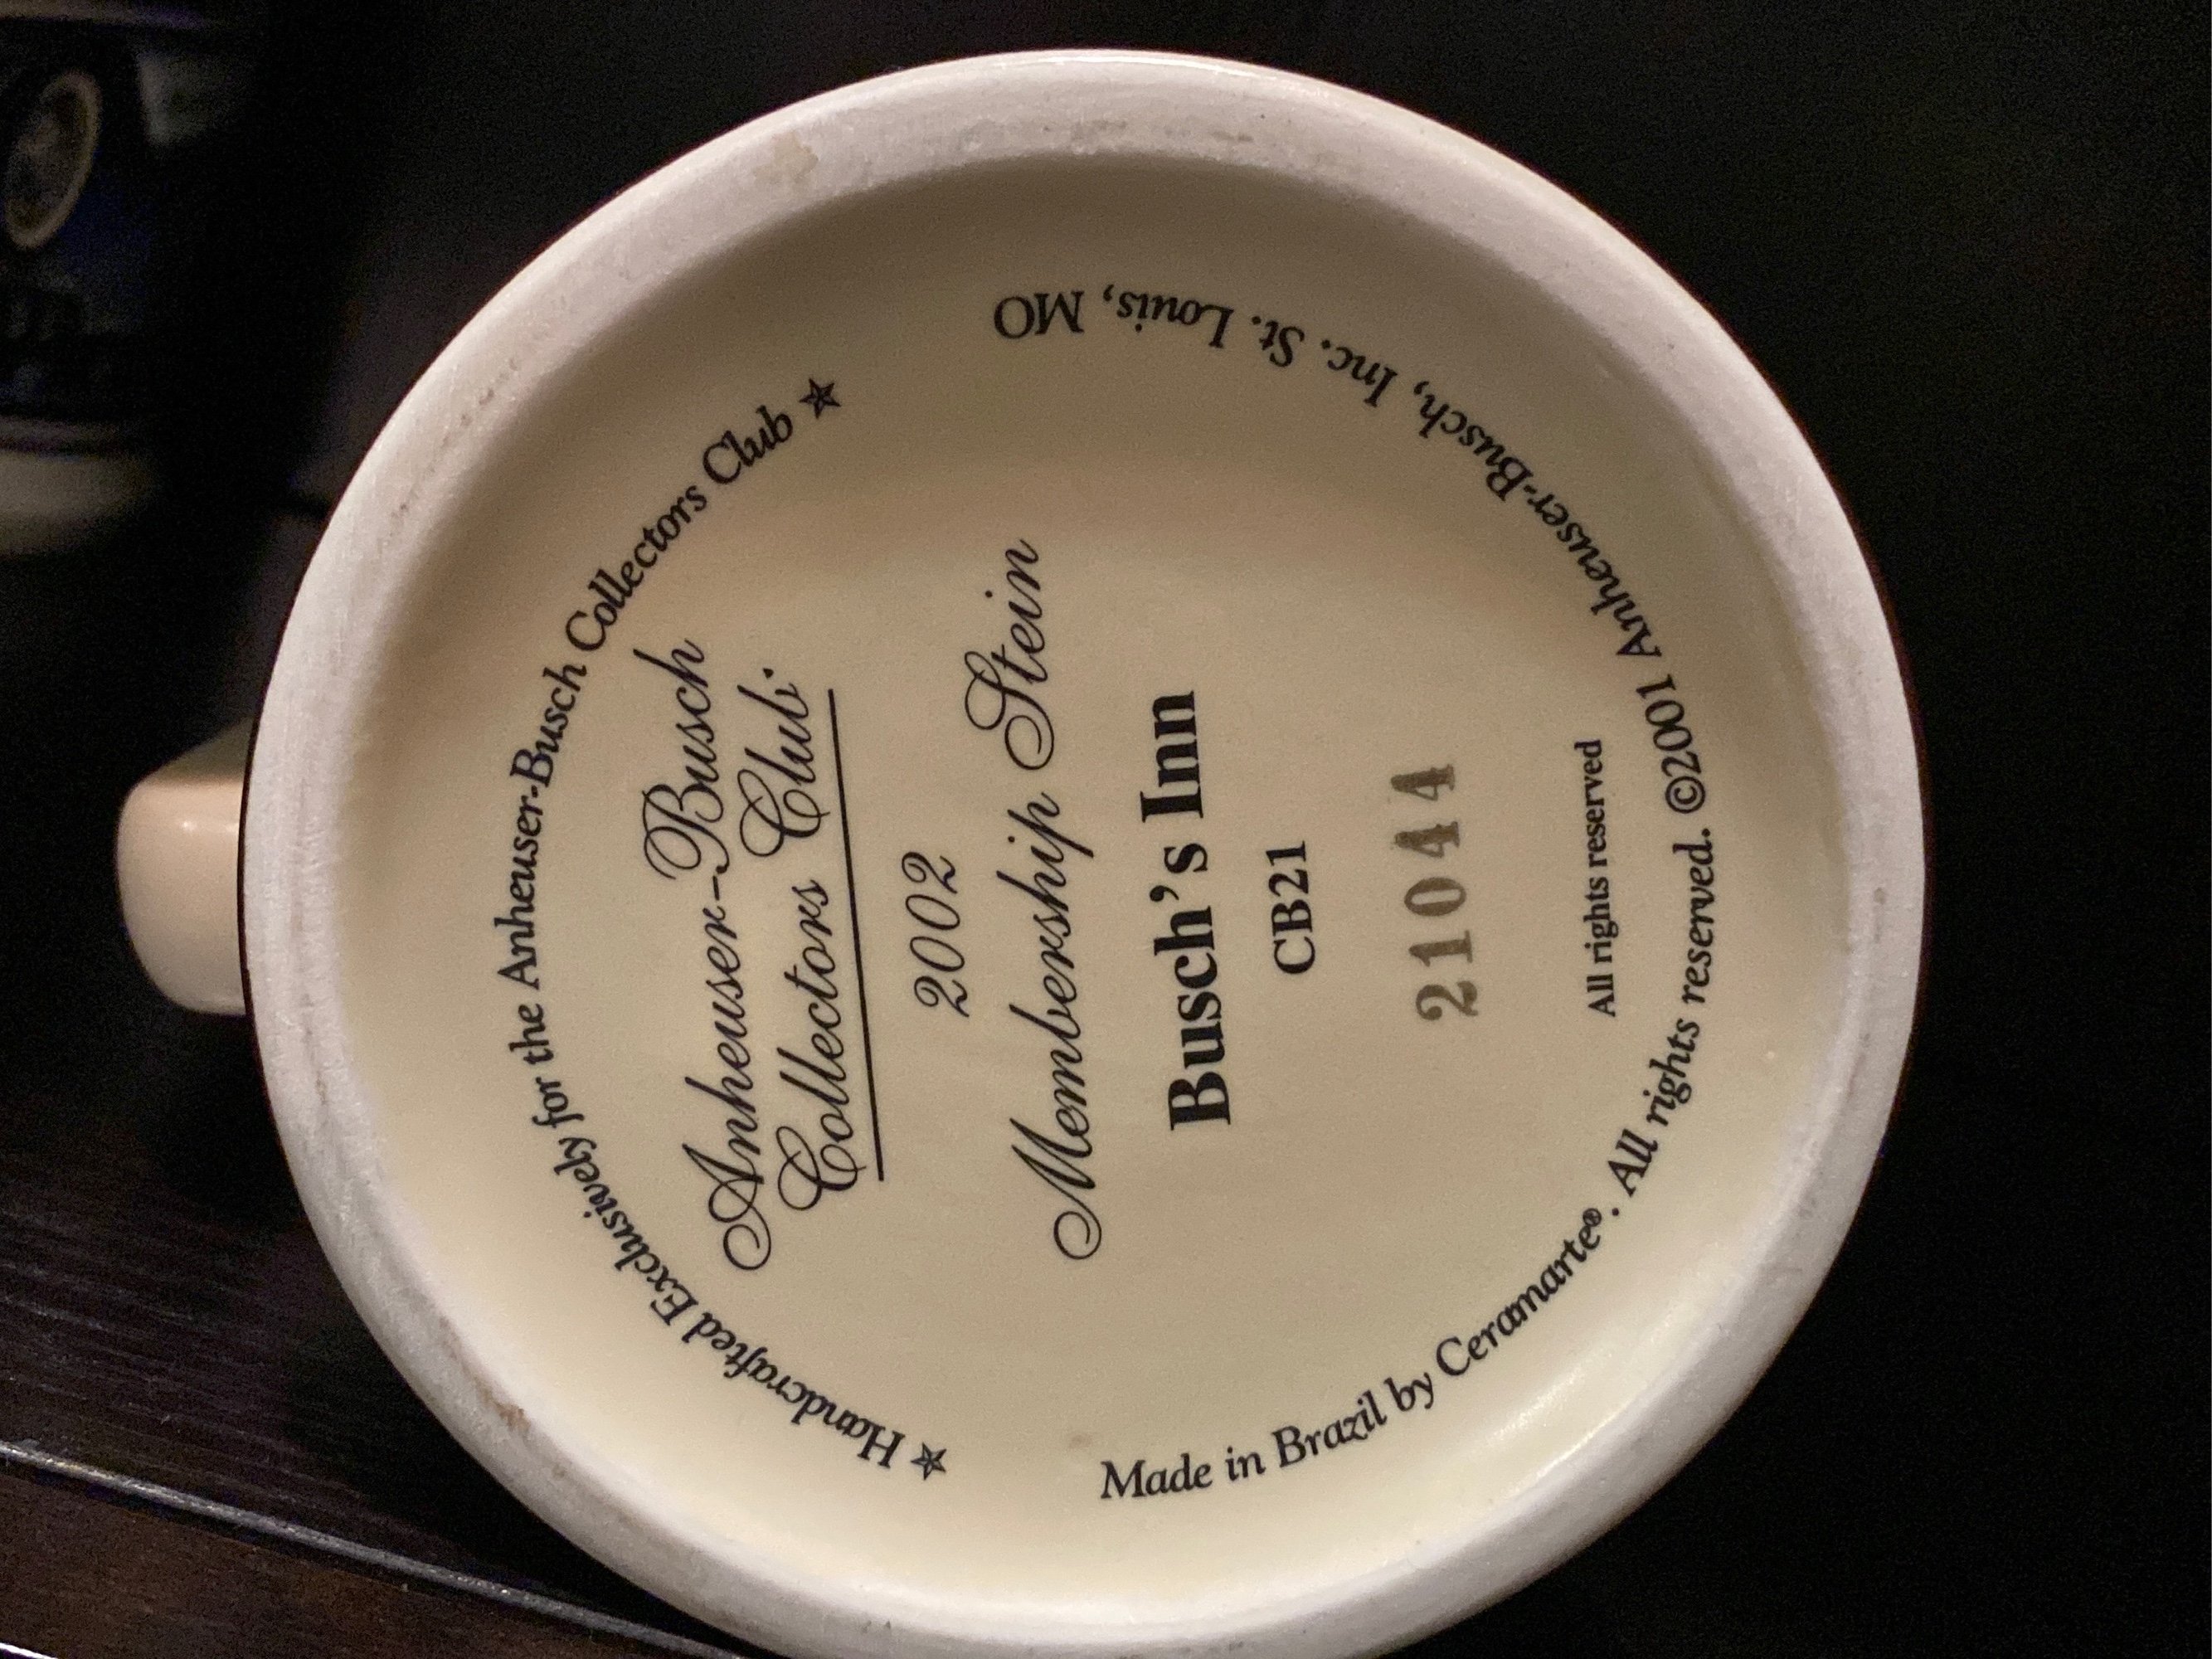 ★ Handcrafted Exclusively for the Anheuser-Busch Collectors Club ★
Anheuser-Busch
Collectors Club.
2002
Membership Stein
Busch's Inn
CB21
21044
All rights reserved
Made in Brazil by Ceramarte®. All rights reserved. ©2001 Anheuser-Busch, Inc. St. Louis, MO